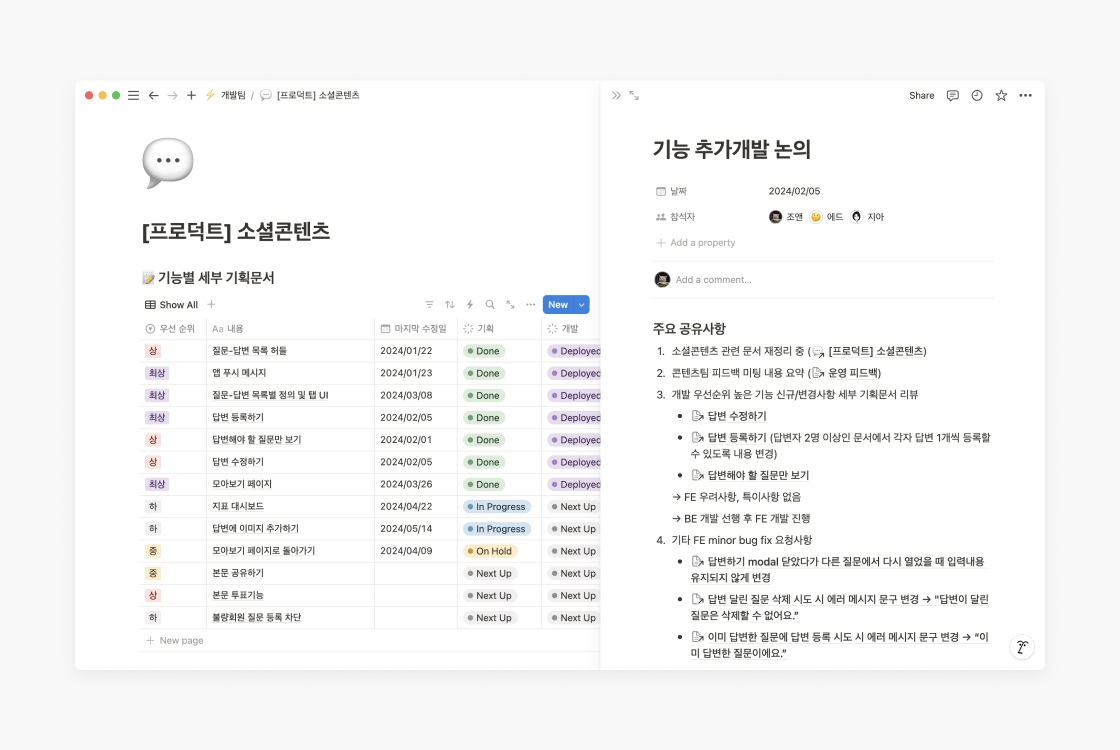 개발팀 / [프로덕트] 소셜콘텐츠
[프로덕트] 소셜콘텐츠
기능별 세부 기획문서
Show All
New
우선 순위 Aa 내용 마지막 수정일 기획 개발
상 질문-답변 목록 허들 2024/01/22 Done Deployed
최상 앱 푸시 메시지 2024/01/23 Done Deployed
최상 질문-답변 목록별 정의 및 탭 UI 2024/03/08 Done Deployed
최상 답변 등록하기 2024/02/05 Done Deployed
상 답변해야 할 질문만 보기 2024/02/01 Done Deployed
상 답변 수정하기 2024/02/05 Done Deployed
최상 모아보기 페이지 2024/03/26 Done Deployed
하 지표 대시보드 2024/04/22 In Progress Next Up
하 답변에 이미지 추가하기 2024/05/14 In Progress Next Up
중 모아보기 페이지로 돌아가기 2024/04/09 On Hold Next Up
중 본문 공유하기 Next Up Next Up
상 본문 투표기능 Next Up Next Up
하 불량회원 질문 등록 차단 Next Up Next Up
New page
Share
기능 추가개발 논의
날짜 2024/02/05
참석자 조앤 에드 지아
Add a property
Add a comment...
주요 공유사항
1. 소셜콘텐츠 관련 문서 재정리 중 ( [프로덕트] 소셜콘텐츠)
2. 콘텐츠팀 피드백 미팅 내용 요약 ( 운영 피드백)
3. 개발 우선순위 높은 기능 신규/변경사항 세부 기획문서 리뷰
• 답변 수정하기
• 답변 등록하기 (답변자 2명 이상인 문서에서 각자 답변 1개씩 등록할
수 있도록 내용 변경)
• 답변해야 할 질문만 보기
→ FE 우려사항, 특이사항 없음
→ BE 개발 선행 후 FE 개발 진행
4. 기타 FE minor bug fix 요청사항
• 답변하기 modal 닫았다가 다른 질문에서 다시 열었을 때 입력내용
유지되지 않게 변경
• 답변 달린 질문 삭제 시도 시 에러 메시지 문구 변경 → "답변이 달린
질문은 삭제할 수 없어요."
• 이미 답변한 질문에 답변 등록 시도 시 에러 메시지 문구 변경 → "이
미 답변한 질문이에요."